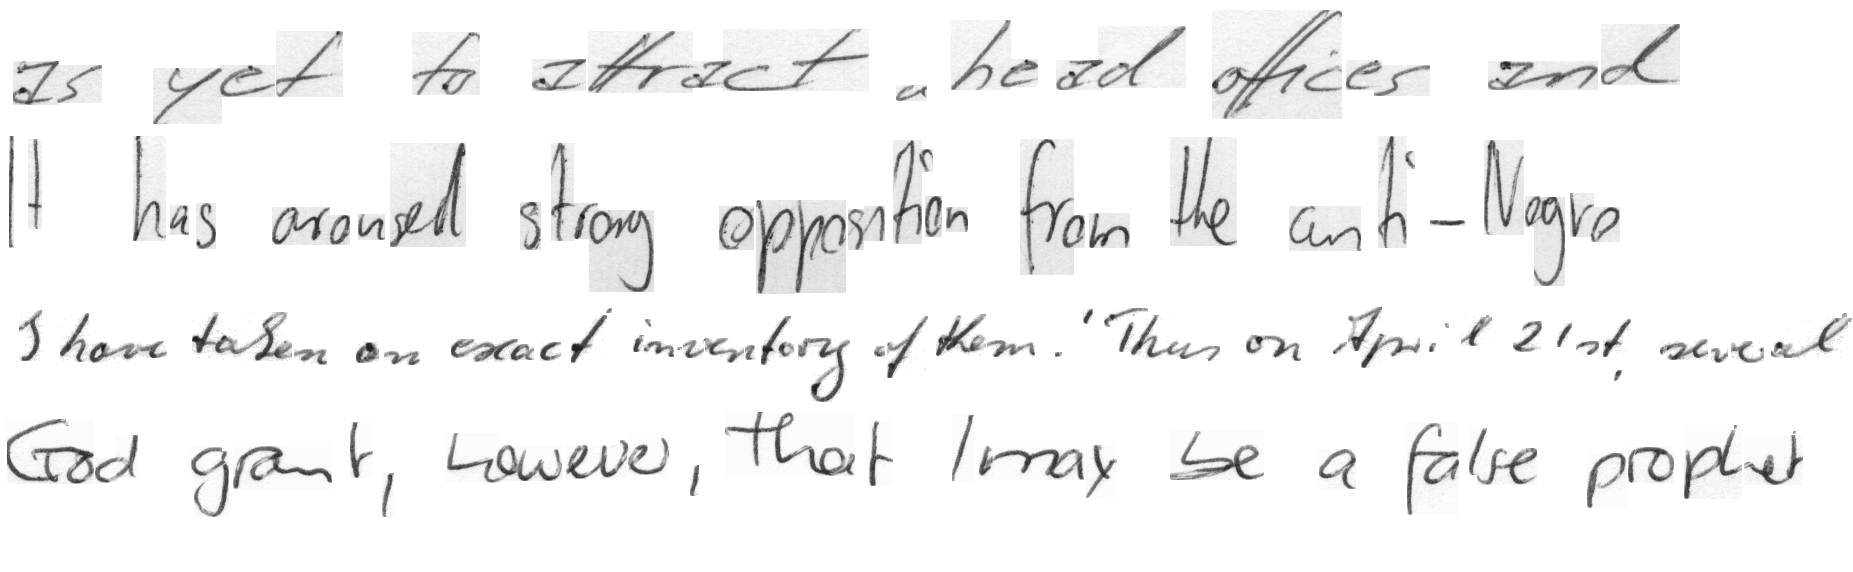 as yet to attract a head offices and
It has aroused strong opposition from the anti-Negro
I have taken an exact inventory of them.' Thus on April 21st, several
God grant, however, that I may be a false prophet